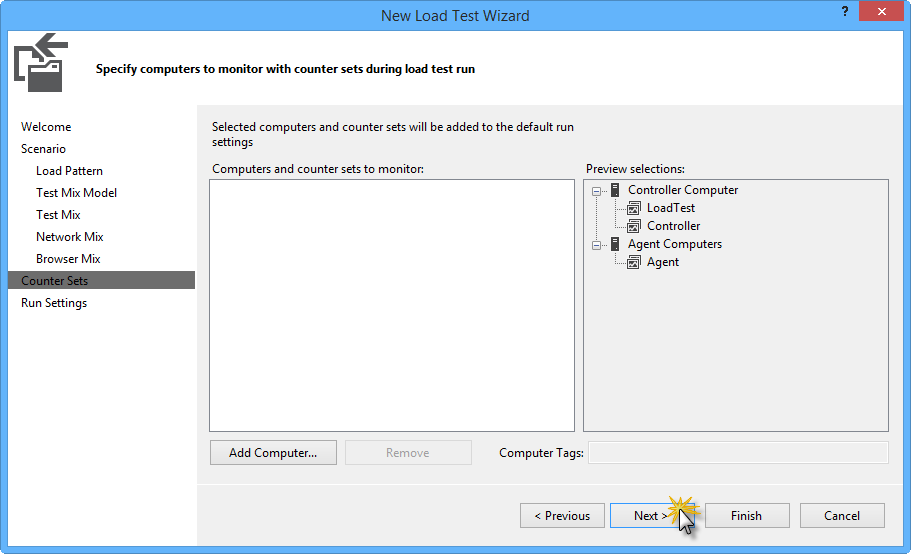 New Load Test Wizard
?
Specify computers to monitor with counter sets during load test run
Welcome
Scenario
Load Pattern
Test Mix Model
Test Mix
Network Mix
Browser Mix
Counter Sets
Run Settings
Selected computers and counter sets will be added to the default run
settings
Computers and counter sets to monitor:
Preview selections:
Controller Computer
LoadTest
Controller
Agent Computers
Agent
Add Computer...
Remove
Computer Tags:
< Previous
Next >
Finish
Cancel